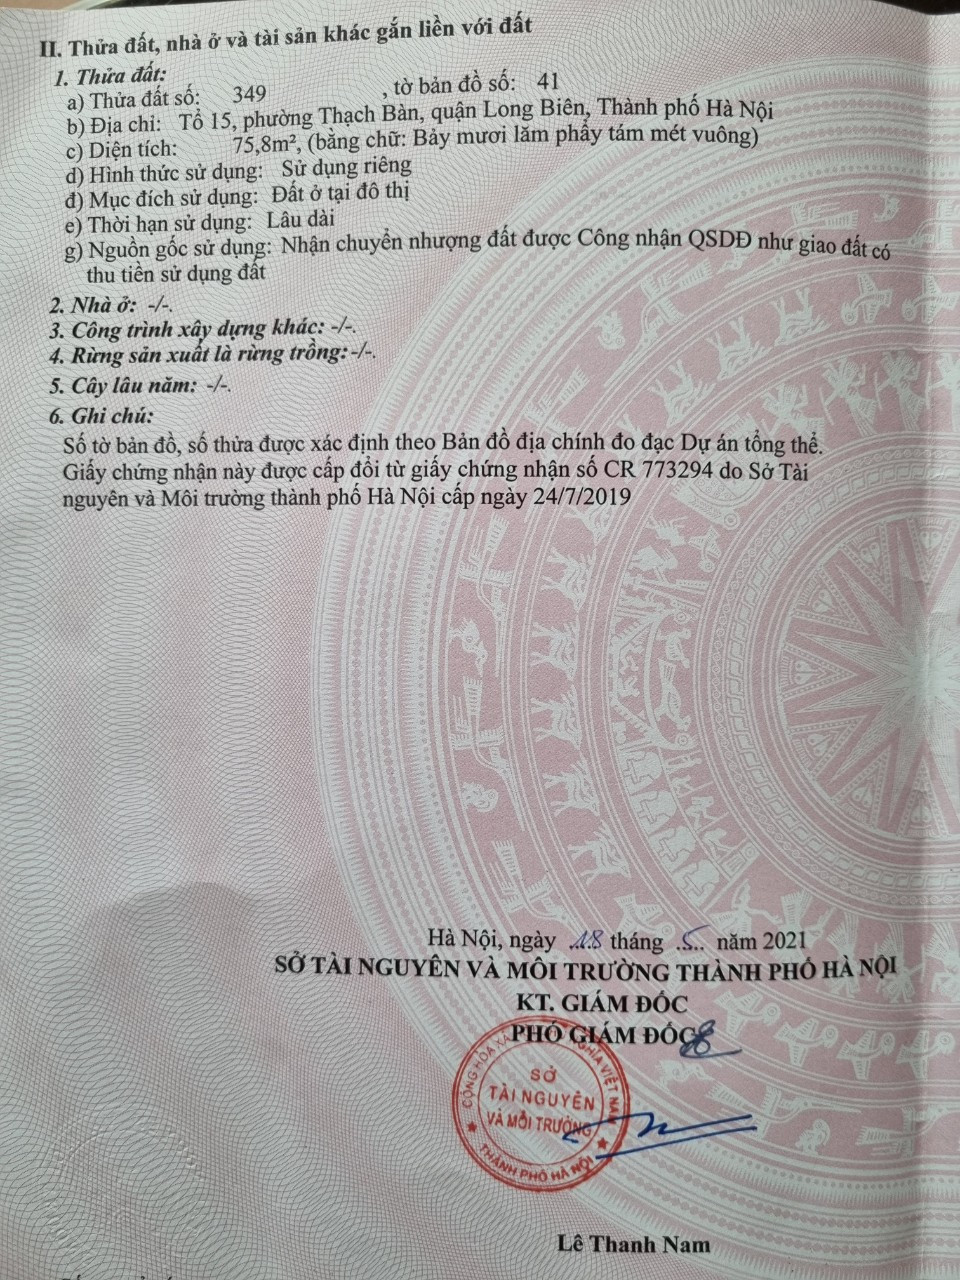 II. Thửa đất, nhà ở và tài sản khác gắn liền với đất
1. Thửa đất:
a) Thửa đất số: 349 , tờ bản đồ số: 41
b) Địa chỉ: Tổ 15, phường Thạch Bàn, quận Long Biên, Thành phố Hà Nội
c) Diện tích: 75,8m², (bằng chữ: Bảy mươi lăm phẩy tám mét vuông)
d) Hình thức sử dụng: Sử dụng riêng
đ) Mục đích sử dụng: Đất ở tại đô thị
e) Thời hạn sử dụng: Lâu dài
g) Nguồn gốc sử dụng: Nhận chuyển nhượng đất được Công nhận QSDĐ như giao đất có
thu tiền sử dụng đất
2. Nhà ở: -/-.
3. Công trình xây dựng khác: -/-.
4. Rừng sản xuất là rừng trồng:-/-.
5. Cây lâu năm: -/-.
6. Ghi chú:
Số tờ bản đồ, số thửa được xác định theo Bản đồ địa chính đo đạc Dự án tổng thể.
Giấy chứng nhận này được cấp đổi từ giấy chứng nhận số CR 773294 do Sở Tài
nguyên và Môi trường thành phố Hà Nội cấp ngày 24/7/2019
Hà Nội, ngày 18 tháng 5 năm 2021
SỞ TÀI NGUYÊN VÀ MÔI TRƯỜNG THÀNH PHỐ HÀ NỘI
KT. GIÁM ĐỐC
PHÓ GIÁM ĐỐC
CỘNG HÒA XÃ NGHĨA VIỆT NAM
SỞ
TÀI NGUYÊN
VÀ MÔI TRƯỜNG
THÀNH PHỐ HÀ NỘI
Lê Thanh Nam